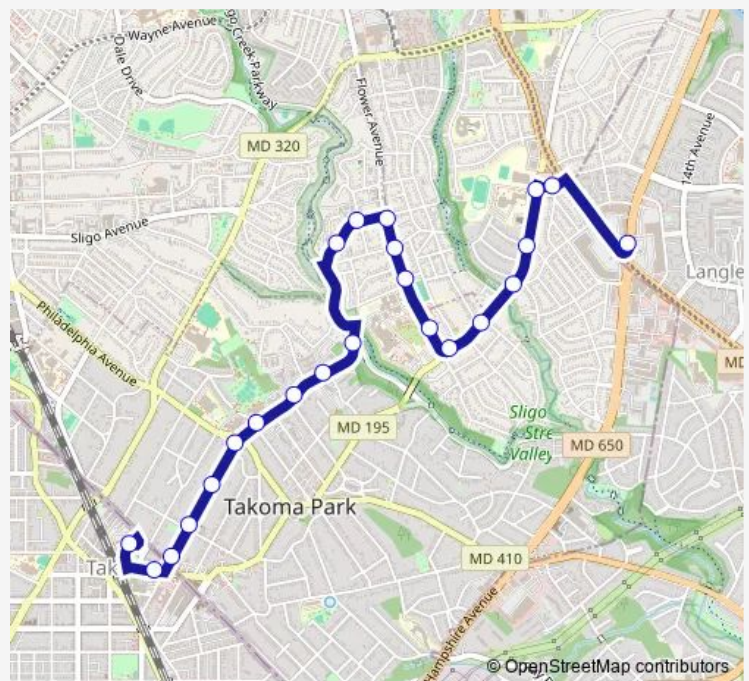 Wayne Avenue
Dale Drive
Sligo Creek Parkway
Flower Avenue
MD 320
14th Avenue
Sligo Avenue
Langle
Philadelphia Avenue
MD
MD 195
Sligo
Stre
Valley
MD 650
Takoma Park
Tak
MD 410
Hampshire Avenue
© OpenStreetMap contributors